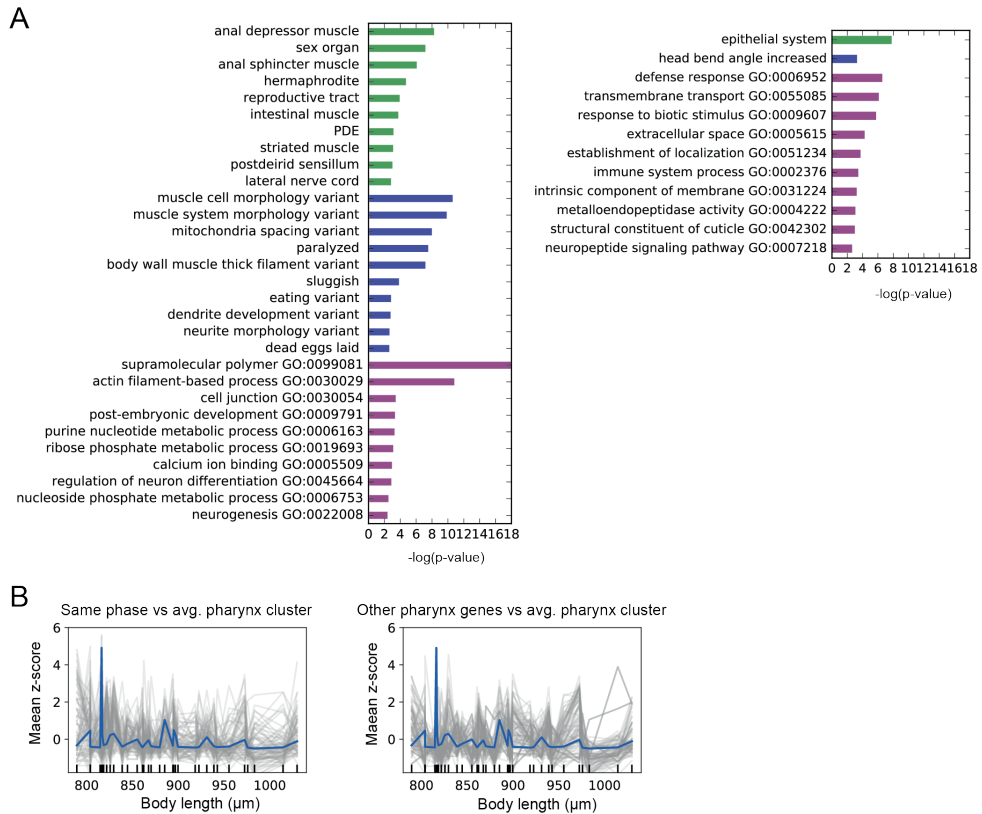 A
anal depressor muscle
sex organ
anal sphincter muscle
hermaphrodite
reproductive tract
intestinal muscle
PDE
striated muscle
postdeirid sensillum
lateral nerve cord
muscle cell morphology variant
muscle system morphology variant
mitochondria spacing variant
paralyzed
body wall muscle thick filament variant
sluggish
eating variant
dendrite development variant
neurite morphology variant
dead eggs laid
supramolecular polymer GO:0099081
actin filament-based process GO:0030029
cell junction GO:0030054
post-embryonic development GO:0009791
purine nucleotide metabolic process GO:0006163
ribose phosphate metabolic process GO:0019693
calcium ion binding GO:0005509
regulation of neuron differentiation GO:0045664
nucleoside phosphate metabolic process GO:0006753
neurogenesis GO:0022008
0 2 4 6 8 10 12 14 16 18
-log(p-value)
epithelial system
head bend angle increased
defense response GO:0006952
transmembrane transport GO:0055085
response to biotic stimulus GO:0009607
extracellular space GO:0005615
establishment of localization GO:0051234
immune system process GO:0002376
intrinsic component of membrane GO:0031224
metalloendopeptidase activity GO:0004222
structural constituent of cuticle GO:0042302
neuropeptide signaling pathway GO:0007218
0 2 4 6 8 10 12 14 16 18
-log(p-value)
B
Same phase vs avg. pharynx cluster
Maean z-score
6
4
2
0
800 850 900 950 1000
Body length (μm)
Other pharynx genes vs avg. pharynx cluster
Maean z-score
6
4
2
0
800 850 900 950 1000
Body length (μm)